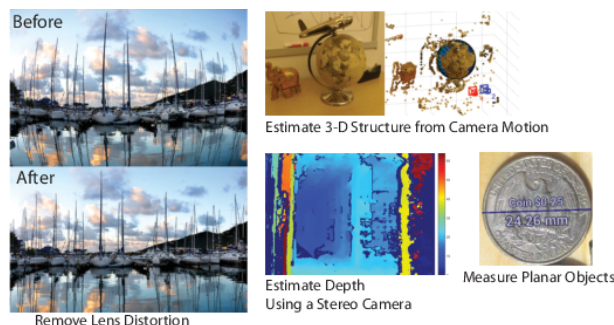 Before
After
Remove Lens Distortion
Estimate 3-D Structure from Camera Motion
Estimate Depth
Using a Stereo Camera
Coin $0.25
24.26 mm
Measure Planar Objects